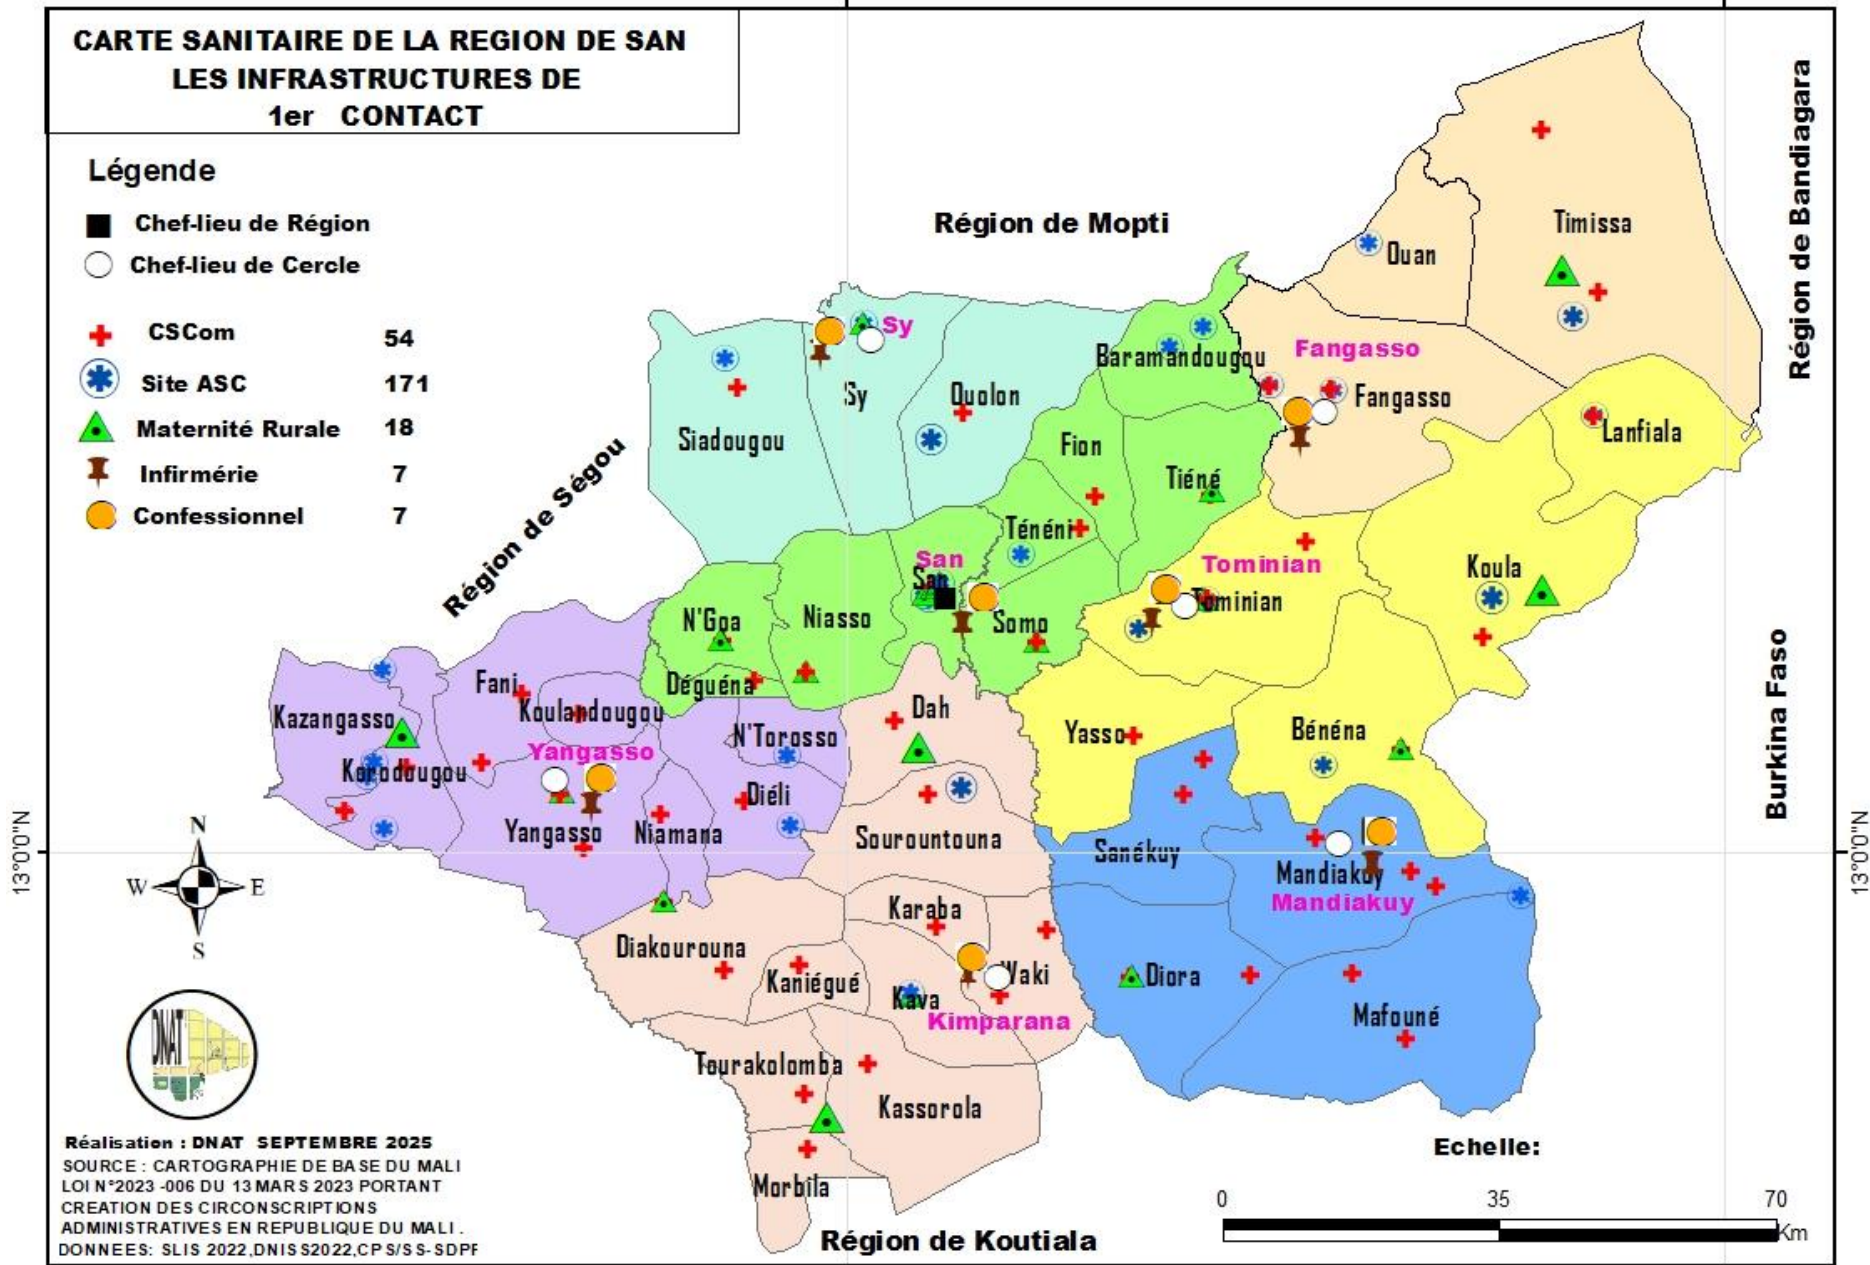 CARTE SANITAIRE DE LA REGION DE SAN
LES INFRASTRUCTURES DE
1er CONTACT
Légende
Chef-lieu de Région
Chef-lieu de Cercle
CSCom 54
Site ASC 171
Maternité Rurale 18
Infirmérie 7
Confessionnel 7
Région de Mopti
Région de Bandiagara
Région de Ségou
Burkina Faso
Région de Koutiala
Timissa
Ouan
Sy
Baramandougou
Fangasso
Fangasso
Sy
Ouolon
Siadougou
Lanfiala
Fion
Tiéné
Ténéni
San
San
Tominian
Tominian
Koula
N'Goa
Niasso
Somo
Déguéna
Fani
Koulandougou
Kazangasso
Korodougou
Yangasso
Yangasso
N'Torosso
Diéli
Niamana
Dah
Yasso
Bénéna
Sourountouna
Sanékuy
Mandiakuy
Mandiakuy
Karaba
Diakourouna
Kaniégué
Kava
Waki
Kimparana
Diora
Mafouné
Tourakolomba
Kassorola
Morbila
13°0'0"N
13°0'0"N
N
W E
S
DNAT
Réalisation : DNAT SEPTEMBRE 2025
SOURCE : CARTOGRAPHIE DE BASE DU MALI
LOI N°2023 -006 DU 13 MARS 2023 PORTANT
CREATION DES CIRCONSCRIPTIONS
ADMINISTRATIVES EN REPUBLIQUE DU MALI .
DONNEES: SLIS 2022,DNISS2022,CPS/SS-SDPF
Echelle:
0 35 70
Km